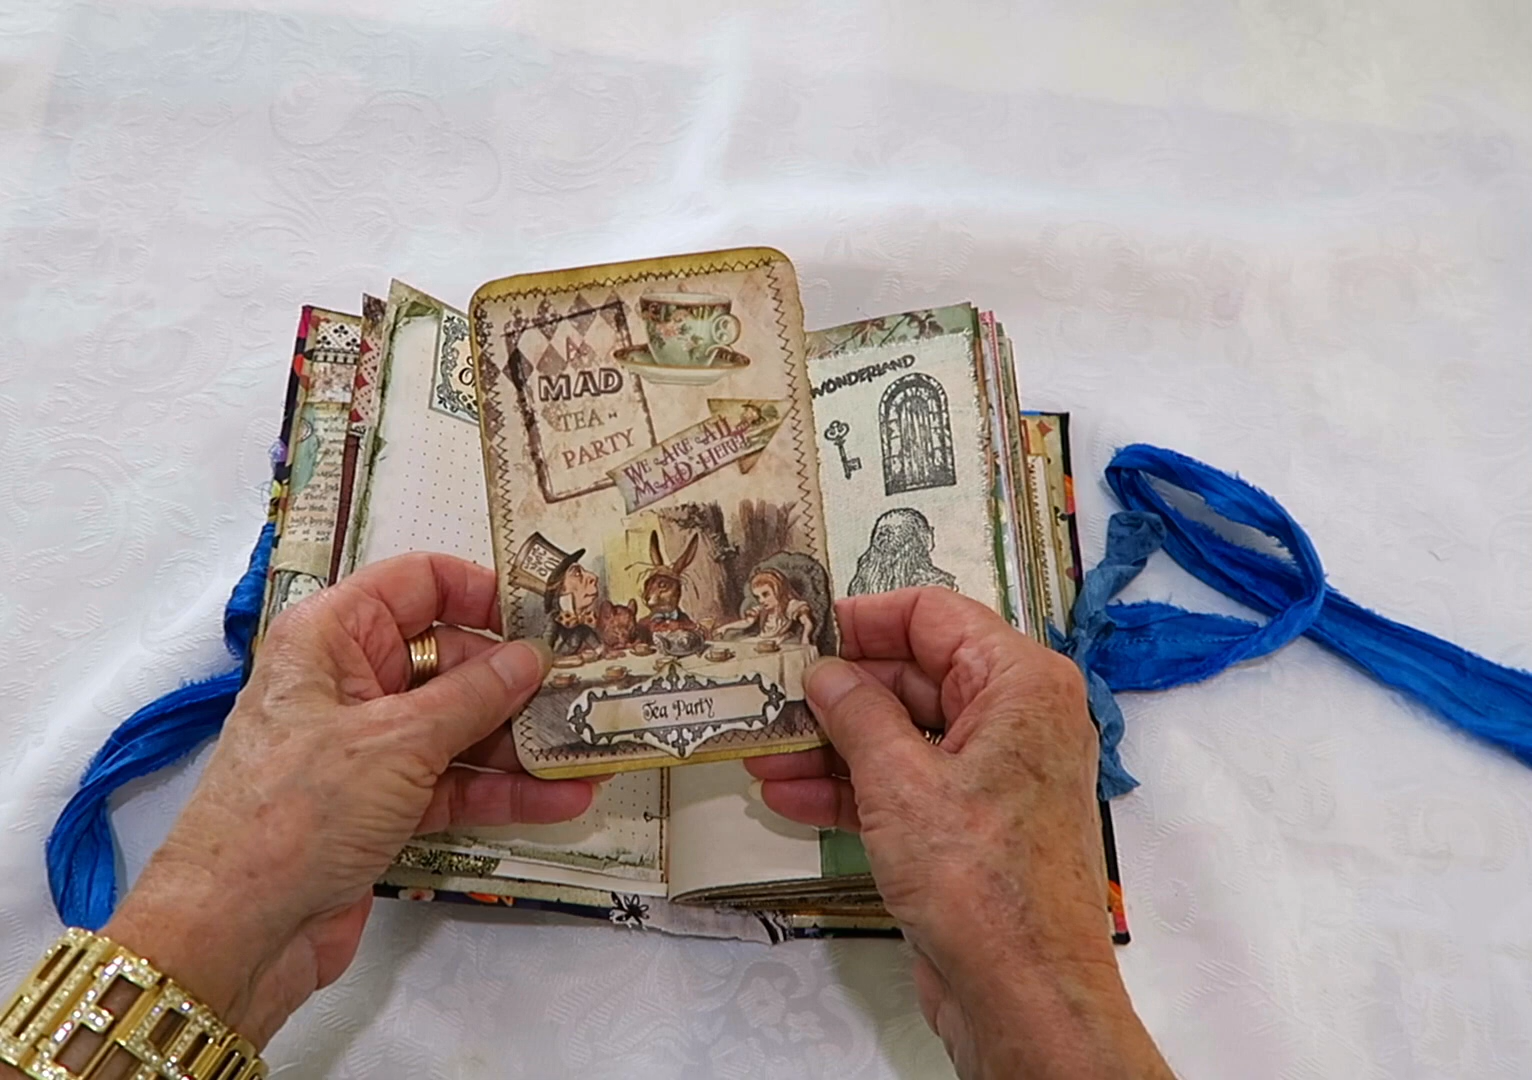 A
MAD
TEA
PARTY
WE ARE ALL
MAD HERE!
Tea Party
WONDERLAND